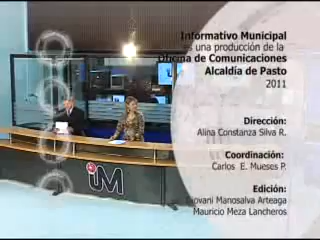 Informativo Municipal
es una producción de la
Oficina de Comunicaciones
Alcaldía de Pasto
2011
Dirección:
Alina Constanza Silva R.
Coordinación:
Carlos E. Mueses P.
Edición:
Giovani Manosalva Arteaga
Mauricio Meza Lancheros
iM